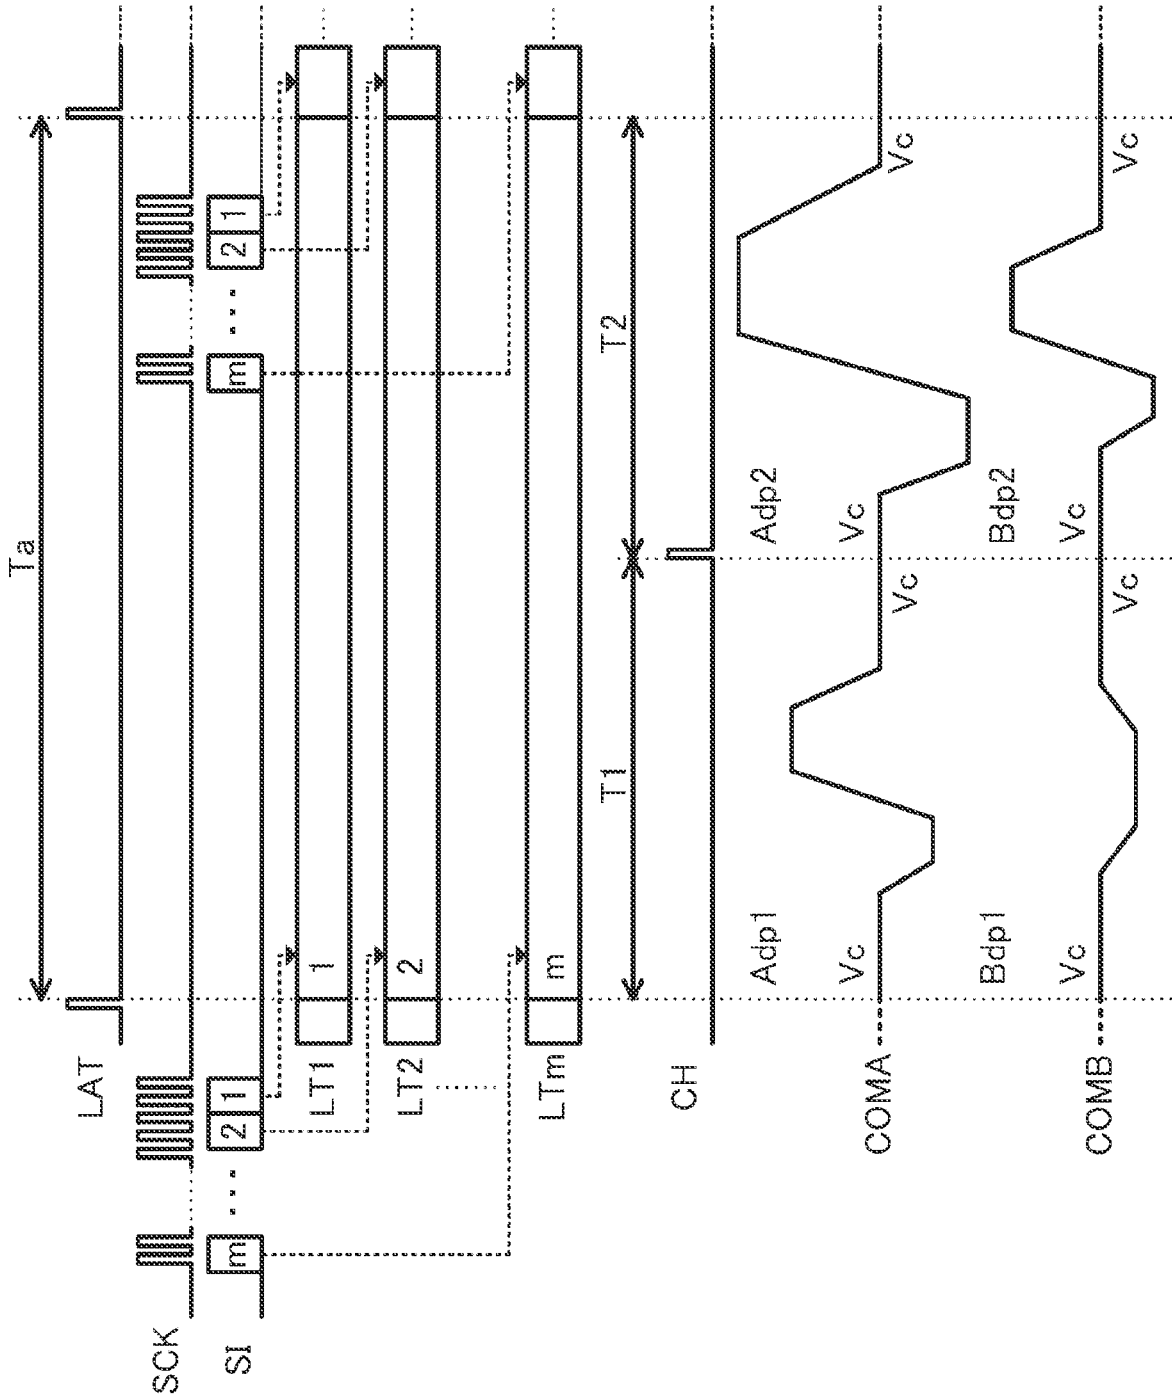 Ta
LAT
SCK
SI
m ... 2 1
m ... 2 1
LT1
1
LT2
2
LTm
m
T1
T2
CH
Adp1
Adp2
COMA
Vc
Vc
Vc
Vc
Bdp1
Bdp2
COMB
Vc
Vc
Vc
Vc